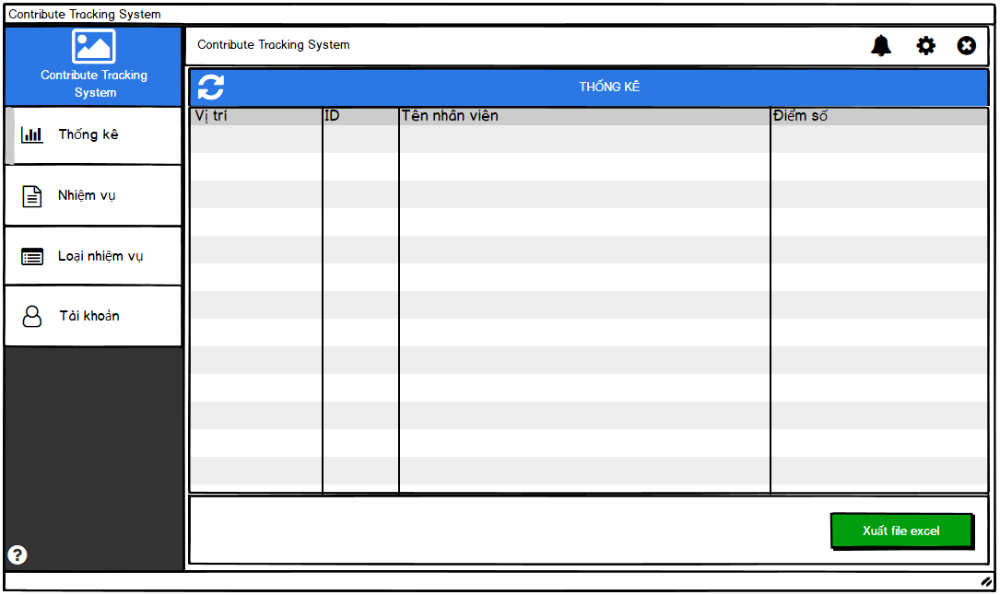 Contribute Tracking System
Contribute Tracking
System
Contribute Tracking System
THỐNG KÊ
Vị trí ID Tên nhân viên Điểm số
Thống kê
Nhiệm vụ
Loại nhiệm vụ
Tài khoản
Xuất file excel
?